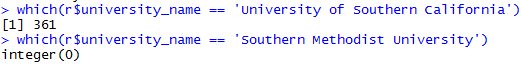 > which(r$university_name == 'University of Southern California')
[1] 361
> which(r$university_name == 'Southern Methodist University')
integer(0)